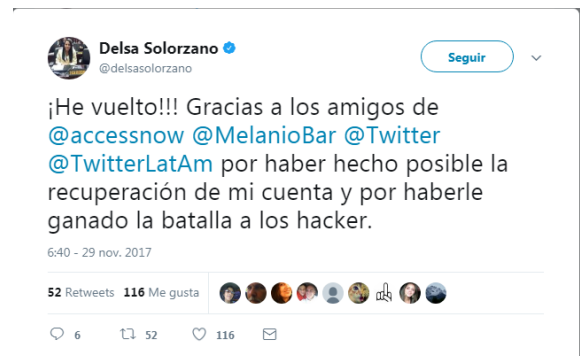 Delsa Solorzano
@delsasolorzano
Seguir
¡He vuelto!!! Gracias a los amigos de
@accessnow @MelanioBar @Twitter
@TwitterLatAm por haber hecho posible la
recuperación de mi cuenta y por haberle
ganado la batalla a los hacker.
6:40 - 29 nov. 2017
52 Retweets 116 Me gusta
6 52 116